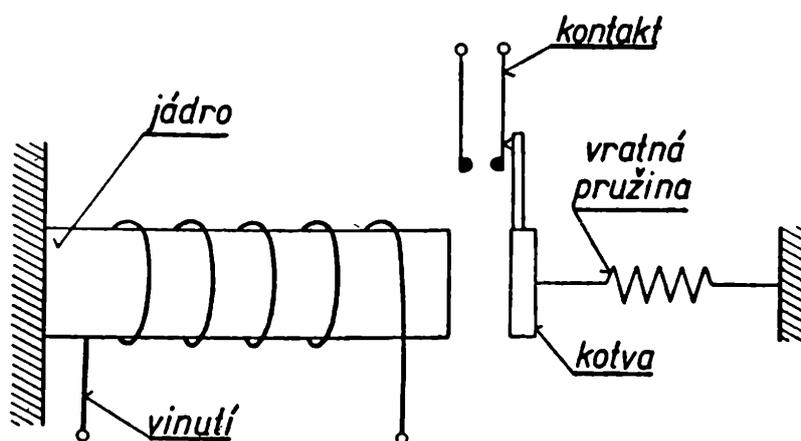 kontakt
jádro
vratná
pružina
kotva
vinutí